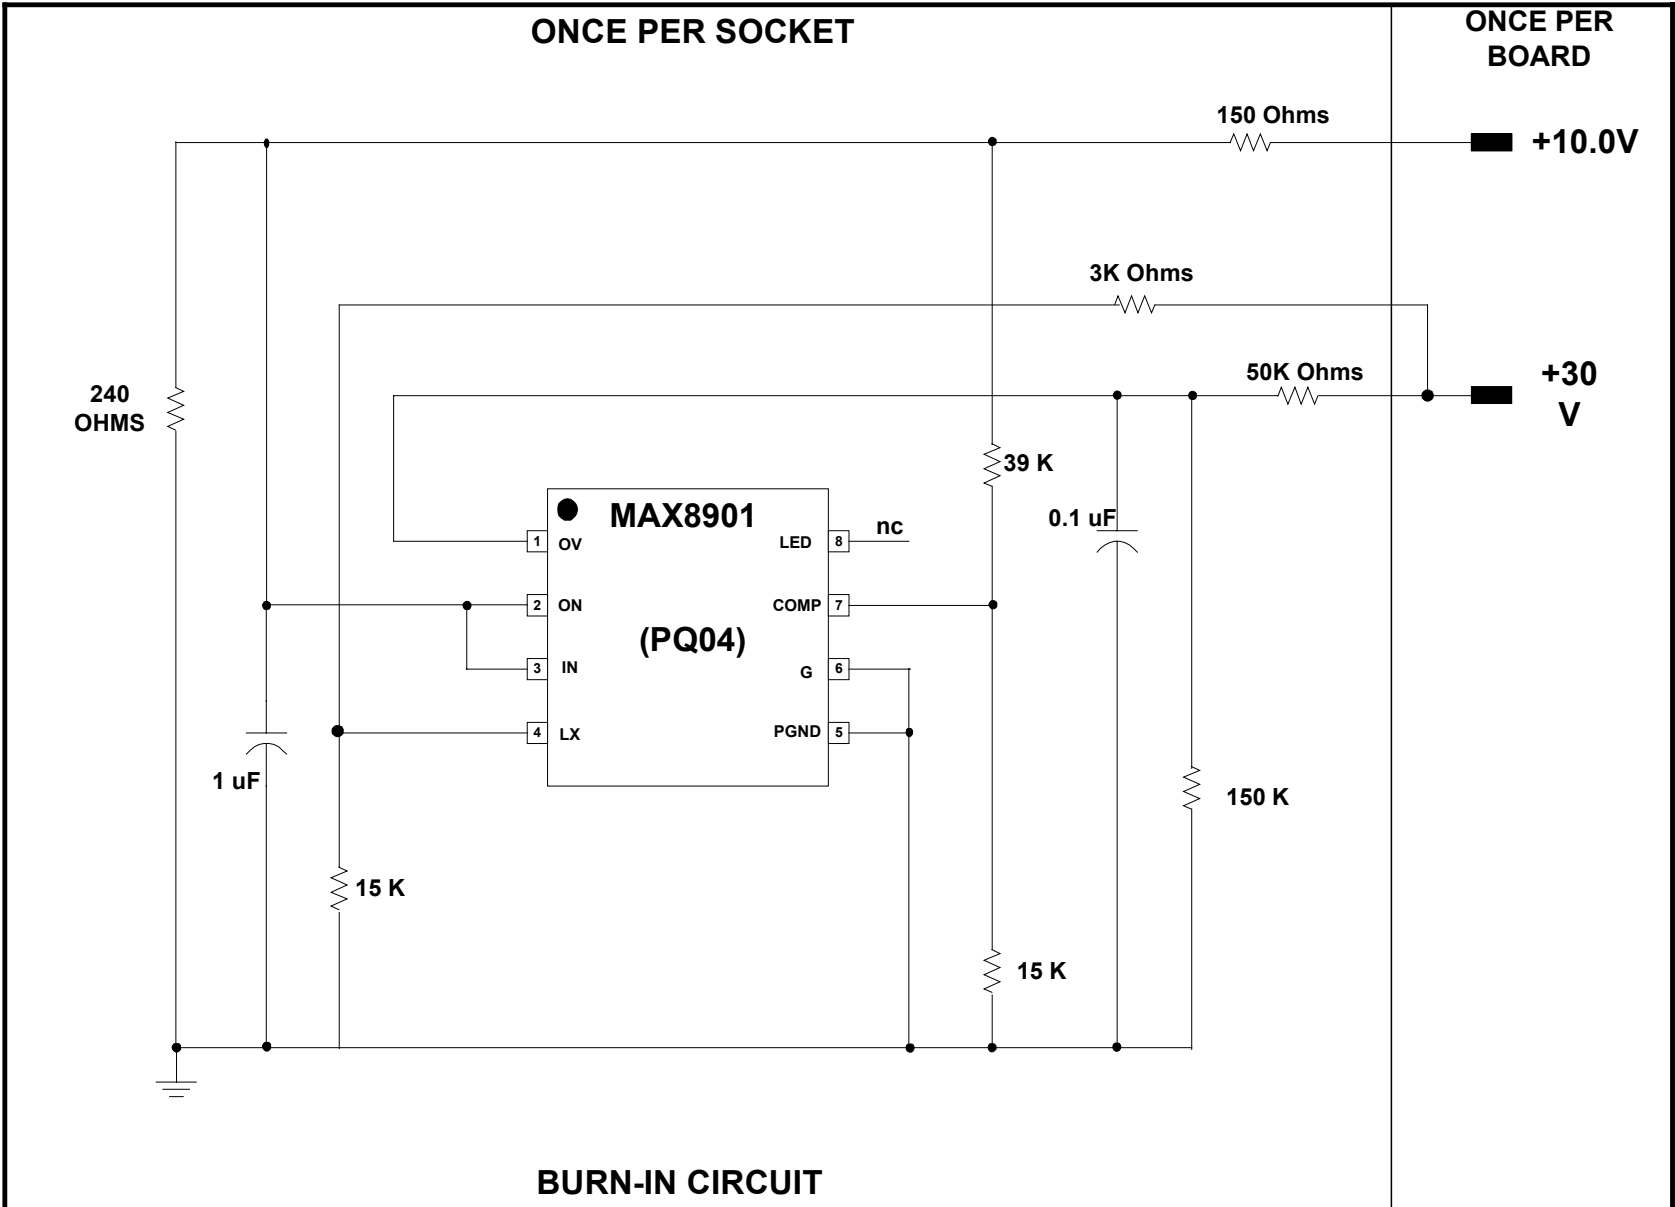 ONCE PER SOCKET
ONCE PER
BOARD
150 Ohms
+10.0V
3K Ohms
50K Ohms
+30
V
240
OHMS
39 K
MAX8901
0.1 uF
nc
1
OV
LED
8
2
ON
COMP
7
(PQ04)
3
IN
G
6
4
LX
PGND
5
1 uF
150 K
15 K
15 K
BURN-IN CIRCUIT